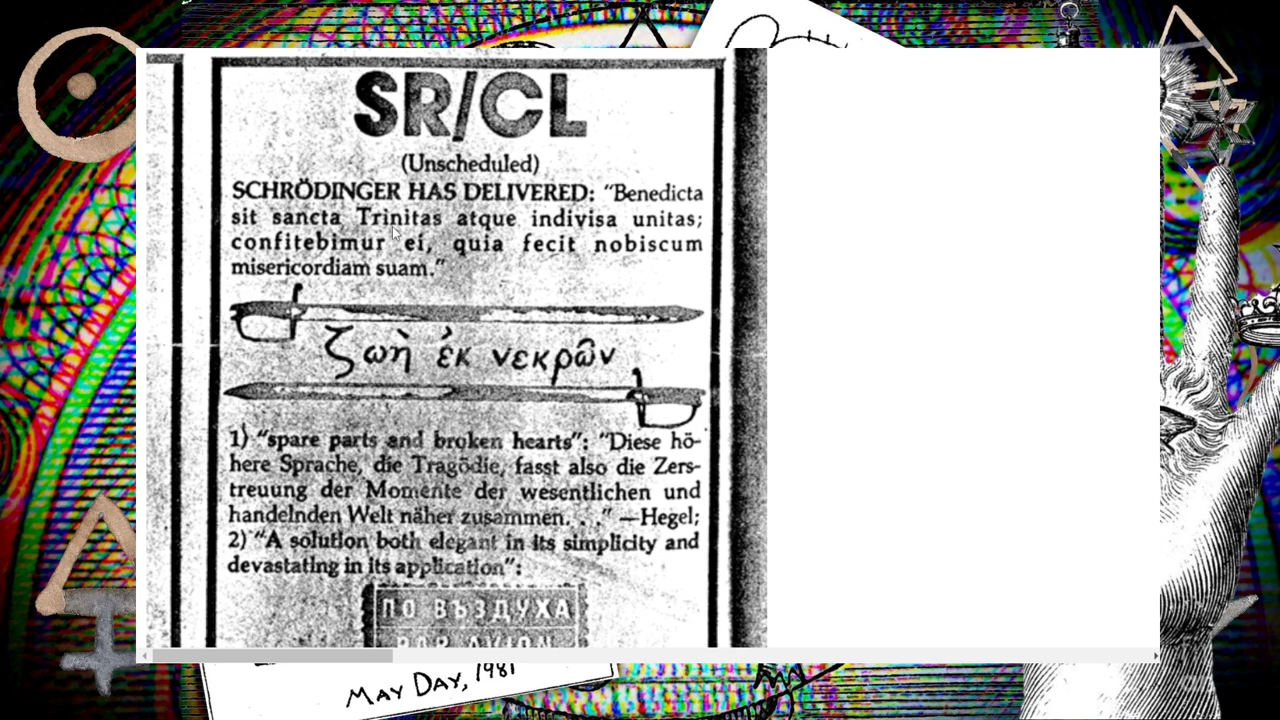 SR/CL
(Unscheduled)
SCHRÖDINGER HAS DELIVERED: “Benedicta
sit sancta Trinitas atque indivisa unitas;
confitebimur ei, quia fecit nobiscum
misericordiam suam.”
ζωὴ ἐκ νεκρῶν
1) “spare parts and broken hearts”: “Diese hö-
here Sprache, die Tragödie, fasst also die Zers-
treuung der Momente der wesentlichen und
handelnden Welt näher zusammen. . .” —Hegel;
2) “A solution both elegant in its simplicity and
devastating in its application”:
ПО ВЪЗДУХА
PAR AVION
MAY DAY, 1981